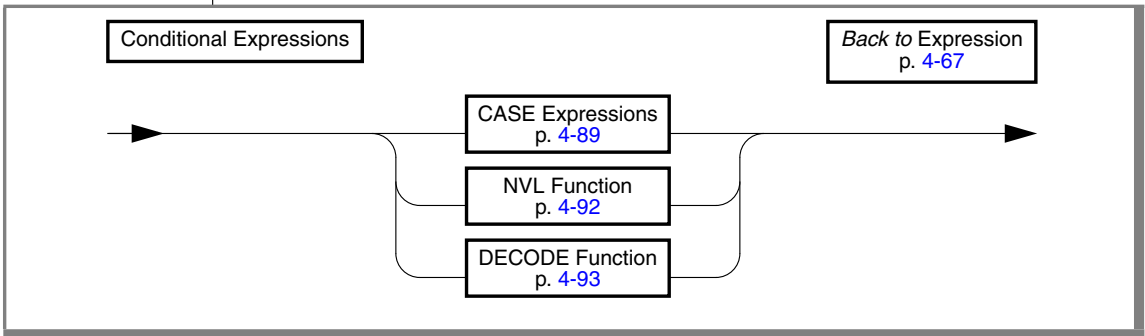 Conditional Expressions
Back to Expression
p. 4-67
CASE Expressions
p. 4-89
NVL Function
p. 4-92
DECODE Function
p. 4-93